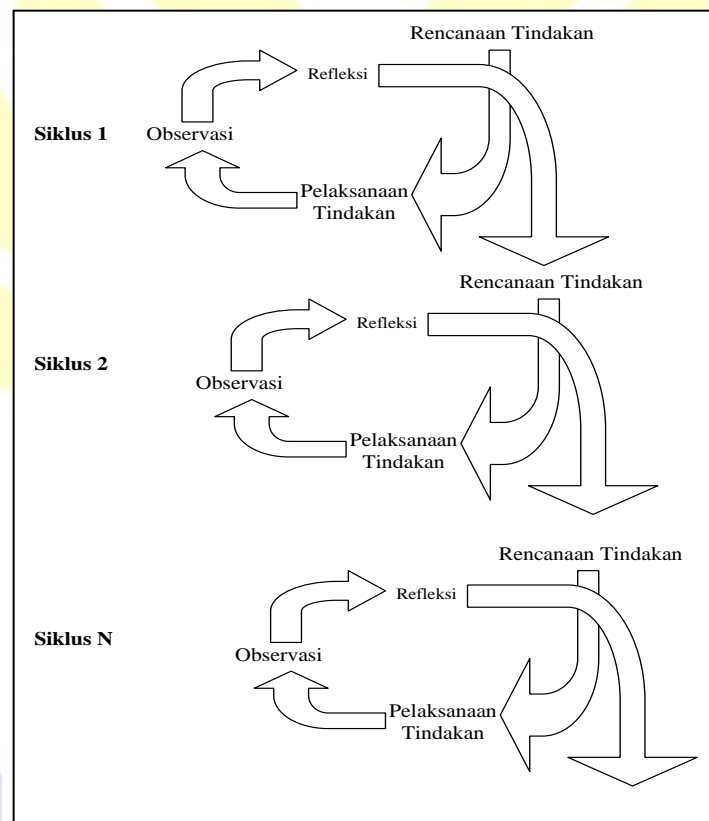 Rencanaan Tindakan
Refleksi
Siklus 1
Observasi
Pelaksanaan
Tindakan
Rencanaan Tindakan
Refleksi
Siklus 2
Observasi
Pelaksanaan
Tindakan
Rencanaan Tindakan
Refleksi
Siklus N
Observasi
Pelaksanaan
Tindakan